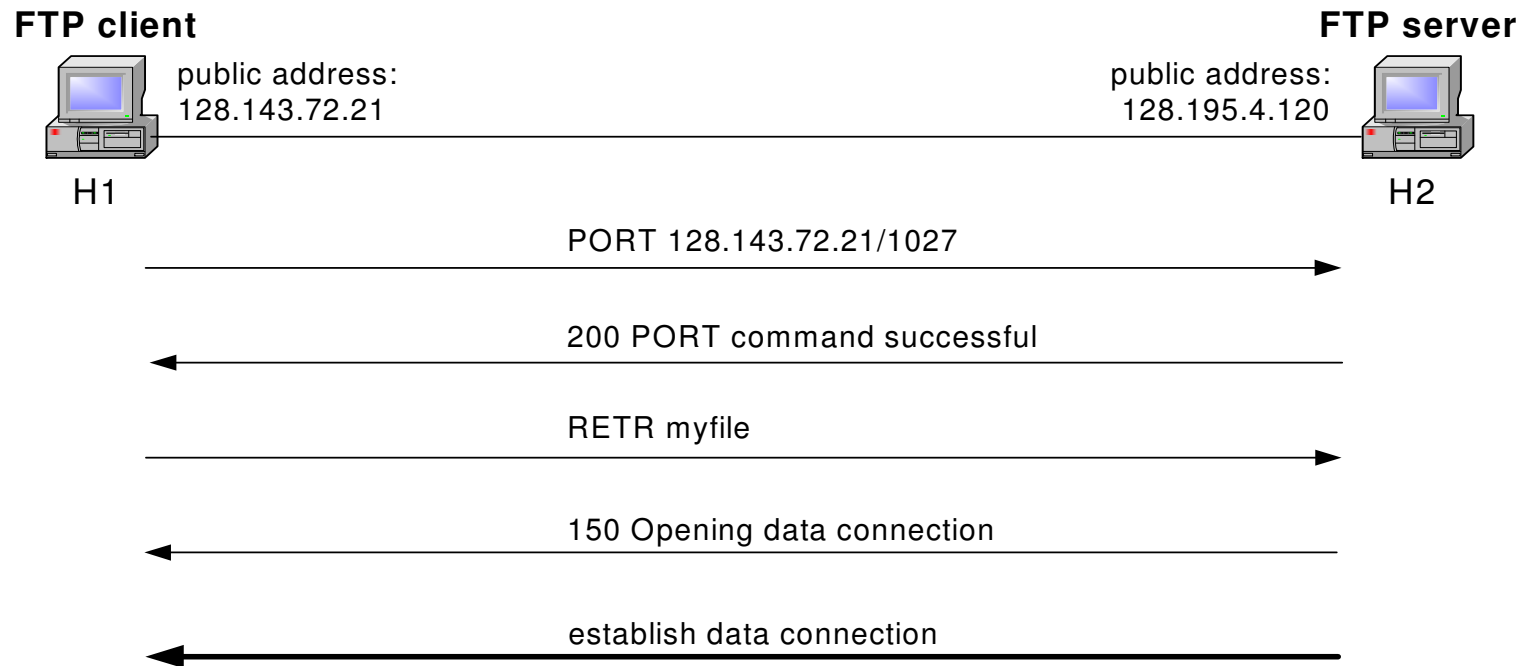 FTP client
FTP server
public address:
128.143.72.21
public address:
128.195.4.120
H1
H2
PORT 128.143.72.21/1027
200 PORT command successful
RETR myfile
150 Opening data connection
establish data connection